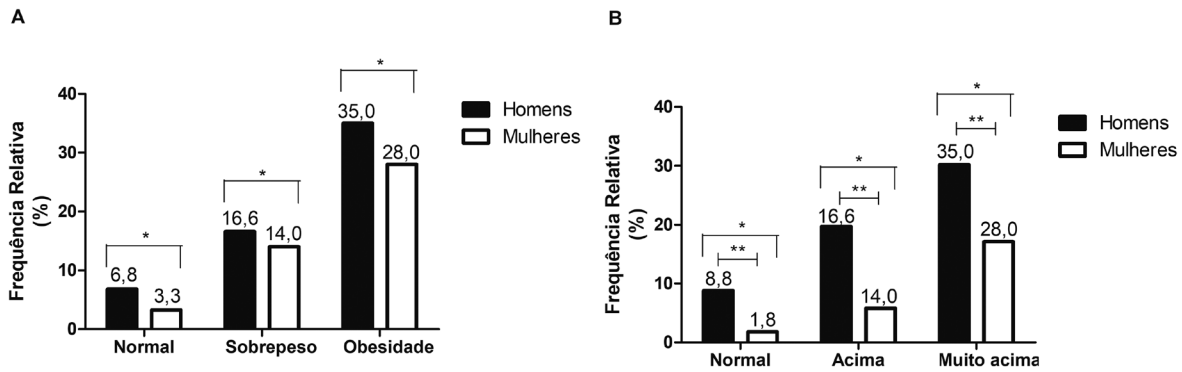 A
Frequência Relativa
(%)
40
30
20
10
0
*
*
*
6,8
3,3
16,6
14,0
35,0
28,0
Normal
Sobrepeso
Obesidade
Homens
Mulheres
B
Frequência Relativa
(%)
40
30
20
10
0
*
**
*
**
*
**
8,8
1,8
16,6
14,0
35,0
28,0
Normal
Acima
Muito acima
Homens
Mulheres